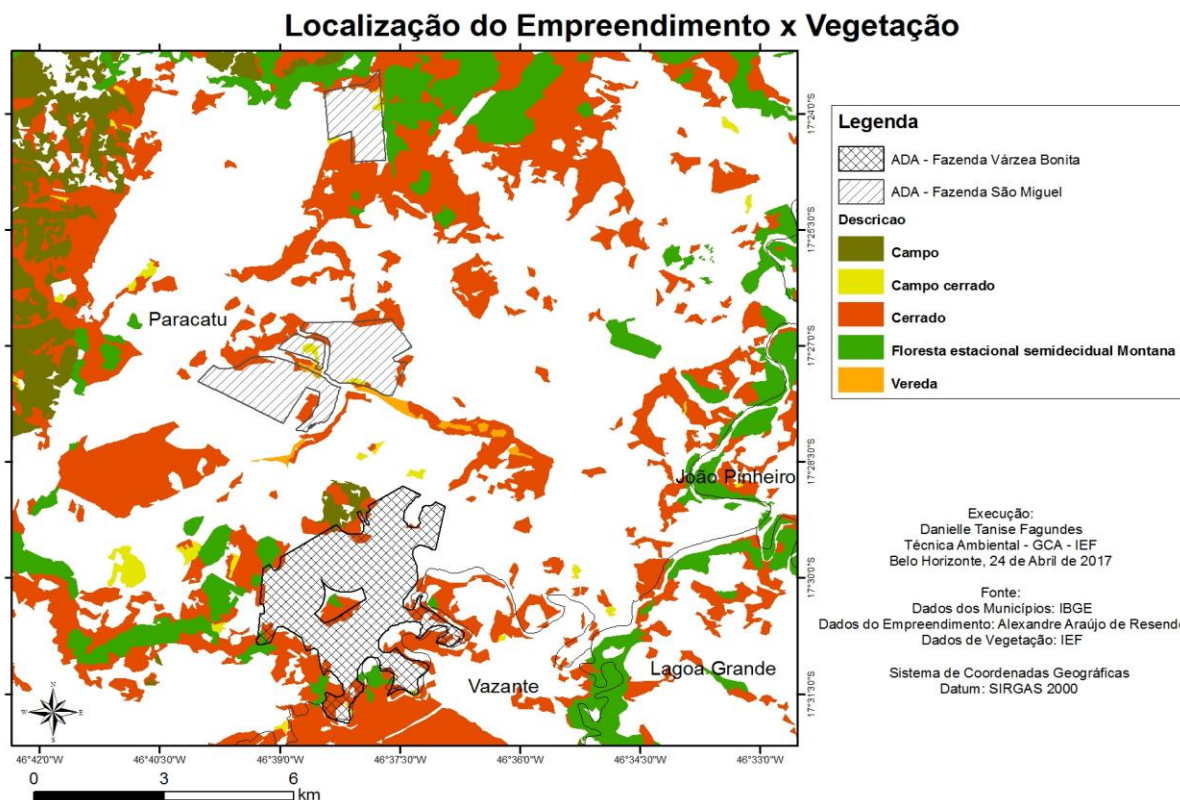 Localização do Empreendimento x Vegetação
Legenda
ADA - Fazenda Várzea Bonita
ADA - Fazenda São Miguel
Descricao
Campo
Campo cerrado
Cerrado
Floresta estacional semidecidual Montana
Vereda
Paracatu
João Pinheiro
Lagoa Grande
Vazante
17°24'0"S
17°25'30"S
17°27'0"S
17°28'30"S
17°30'0"S
17°31'30"S
46°42'0"W
46°40'30"W
46°39'0"W
46°37'30"W
46°36'0"W
46°34'30"W
46°33'0"W
N
W
E
S
0
3
6
km
Execução:
Danielle Tanise Fagundes
Técnica Ambiental - GCA - IEF
Belo Horizonte, 24 de Abril de 2017
Fonte:
Dados dos Municípios: IBGE
Dados do Empreendimento: Alexandre Araújo de Resende
Dados de Vegetação: IEF
Sistema de Coordenadas Geográficas
Datum: SIRGAS 2000